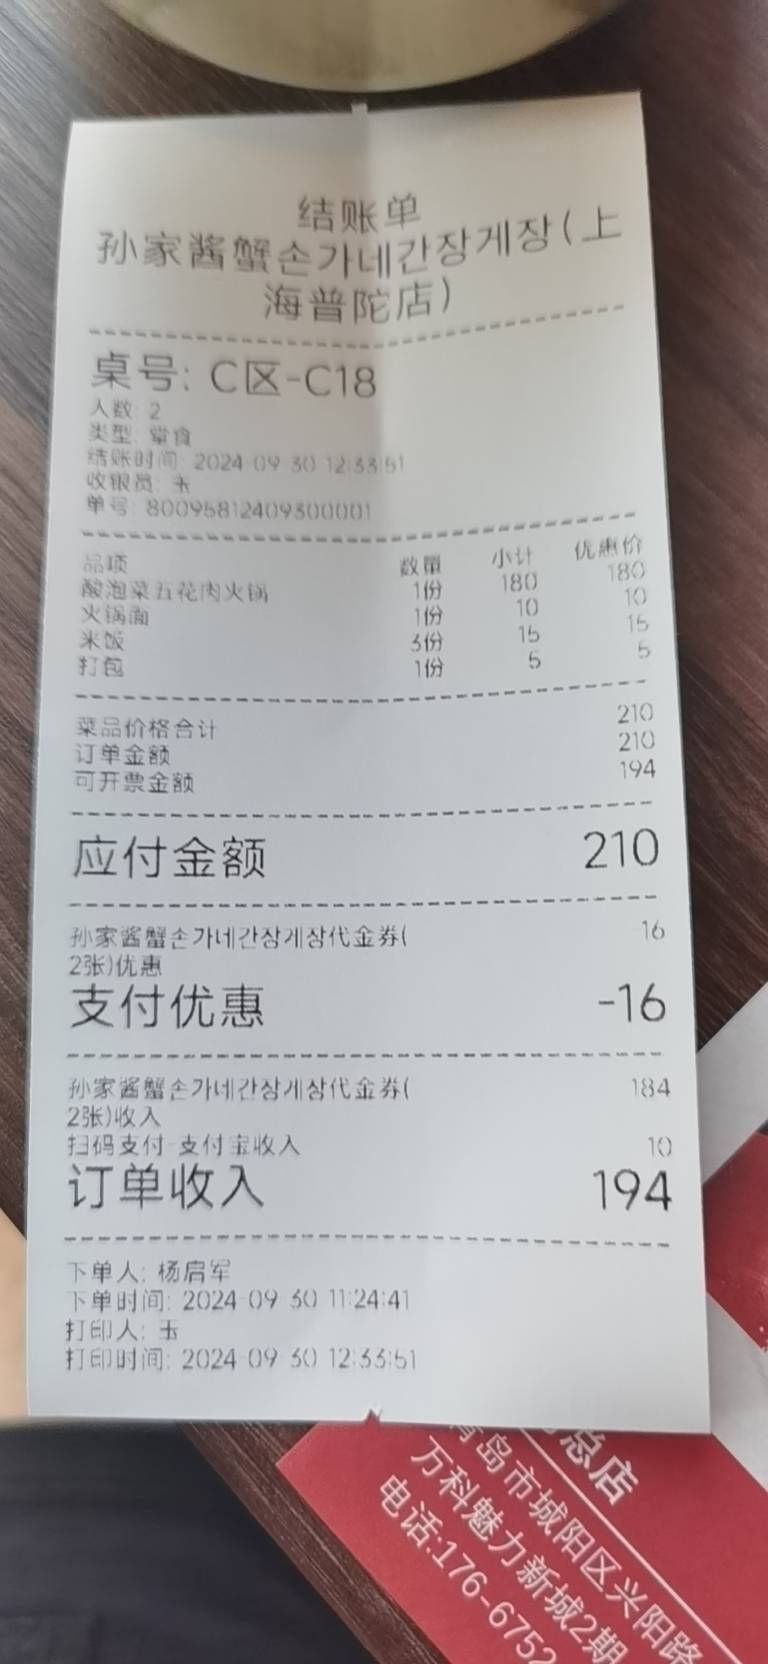 结账单
孙家酱蟹손가네간장게장(上
海普陀店)
桌号: C区-C18
人数: 2
类型: 堂食
结账时间: 2024-09-30 12:33:51
收银员: 玉
单号: 80095812409300001
品项 数量 小计 优惠价
酸泡菜五花肉火锅 1份 180 180
火锅面 1份 10 10
米饭 3份 15 15
打包 1份 5 5
菜品价格合计 210
订单金额 210
可开票金额 194
应付金额 210
孙家酱蟹손가네간장게장代金券( 16
2张)优惠
支付优惠 -16
孙家酱蟹손가네간장게장代金券( 184
2张)收入
扫码支付-支付宝收入 10
订单收入 194
下单人: 杨启军
下单时间: 2024-09-30 11:24:41
打印人: 玉
打印时间: 2024-09-30 12:33:51
总店
青岛市城阳区兴阳路
万科魅力新城2期
电话:176-6752